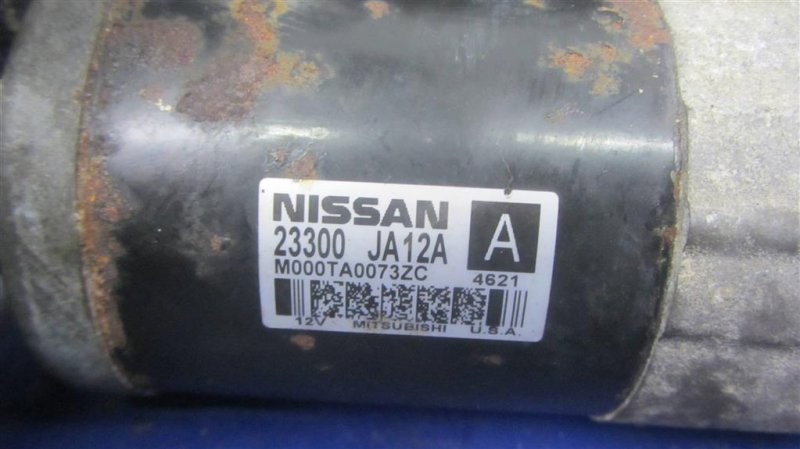 NISSAN A
23300 JA12A
M000TA0073ZC 4621
12V MITSUBISHI U.S.A.